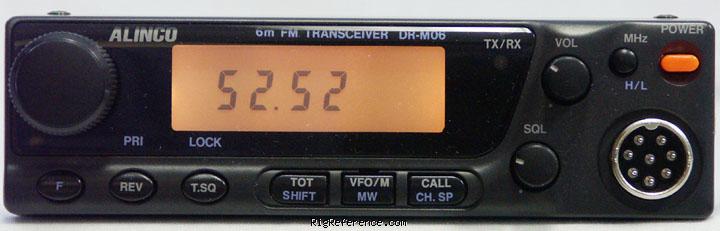 ALINCO
6m FM TRANSCEIVER DR-M06
TX/RX
VOL
MHz
POWER
H/L
52.52
SQL
PRI
LOCK
F
REV
T.SQ
TOT
SHIFT
VFO/M
MW
CALL
CH. SP
RigReference.com